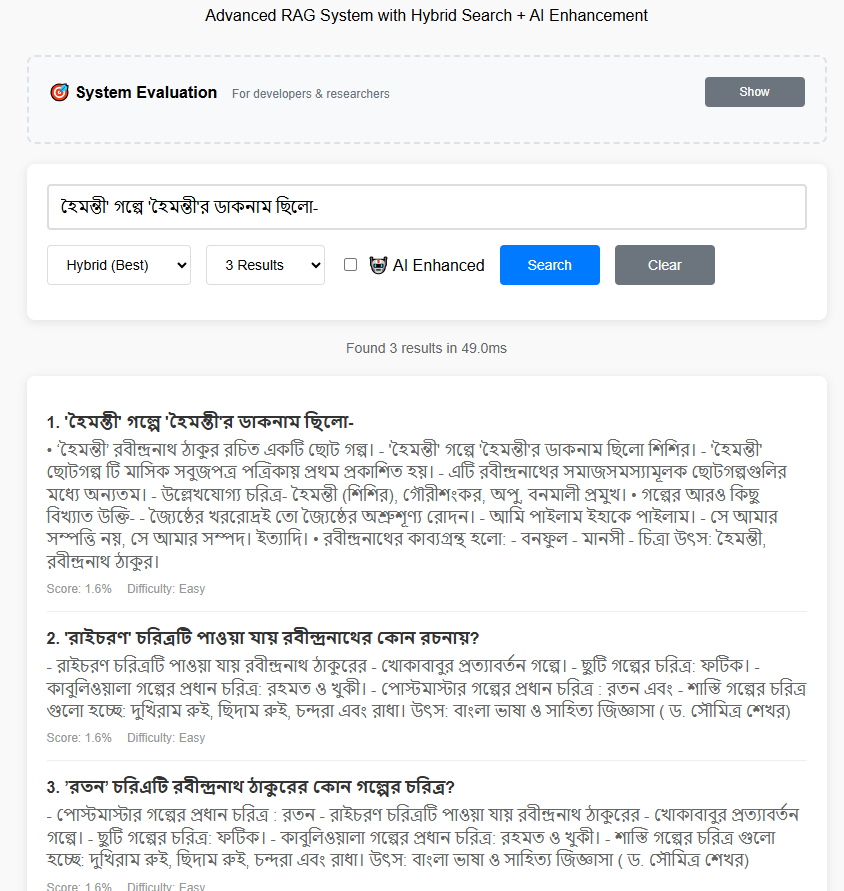 Advanced RAG System with Hybrid Search + AI Enhancement
System Evaluation For developers & researchers Show
হৈমন্তী' গল্পে 'হৈমন্তী'র ডাকনাম ছিলো-
Hybrid (Best) 3 Results AI Enhanced Search Clear
Found 3 results in 49.0ms
1. 'হৈমন্তী' গল্পে 'হৈমন্তী'র ডাকনাম ছিলো-
• ‘হৈমন্তী’ রবীন্দ্রনাথ ঠাকুর রচিত একটি ছোট গল্প। - 'হৈমন্তী' গল্পে 'হৈমন্তী'র ডাকনাম ছিলো শিশির। - 'হৈমন্তী'
ছোটগল্প টি মাসিক সবুজপত্র পত্রিকায় প্রথম প্রকাশিত হয়। - এটি রবীন্দ্রনাথের সমাজসমস্যামূলক ছোটগল্পগুলির
মধ্যে অন্যতম। - উল্লেখযোগ্য চরিত্র- হৈমন্তী (শিশির), গৌরীশংকর, অপু, বনমালী প্রমুখ। • গল্পের আরও কিছু
বিখ্যাত উক্তি- - জ্যৈষ্ঠের খররোদ্রই তো জ্যৈষ্ঠের অশ্রুশূণ্য রোদন। - আমি পাইলাম ইহাকে পাইলাম। - সে আমার
সম্পত্তি নয়, সে আমার সম্পদ। ইত্যাদি। • রবীন্দ্রনাথের কাব্যগ্রন্থ হলো: - বনফুল - মানসী - চিত্রা উৎস: হৈমন্তী,
রবীন্দ্রনাথ ঠাকুর।
Score: 1.6% Difficulty: Easy
2. 'রাইচরণ' চরিত্রটি পাওয়া যায় রবীন্দ্রনাথের কোন রচনায়?
- রাইচরণ চরিত্রটি পাওয়া যায় রবীন্দ্রনাথ ঠাকুরের - খোকাবাবুর প্রত্যাবর্তন গল্পে। - ছুটি গল্পের চরিত্র: ফটিক। -
কাবুলিওয়ালা গল্পের প্রধান চরিত্র: রহমত ও খুকী। - পোস্টমাস্টার গল্পের প্রধান চরিত্র : রতন এবং - শাস্তি গল্পের চরিত্র
গুলো হচ্ছে: দুখিরাম রুই, ছিদাম রুই, চন্দরা এবং রাধা। উৎস: বাংলা ভাষা ও সাহিত্য জিজ্ঞাসা ( ড. সৌমিত্র শেখর)
Score: 1.6% Difficulty: Easy
3. ’রতন’ চরিএটি রবীন্দ্রনাথ ঠাকুরের কোন গল্পের চরিত্র?
- পোস্টমাস্টার গল্পের প্রধান চরিত্র : রতন - রাইচরণ চরিত্রটি পাওয়া যায় রবীন্দ্রনাথ ঠাকুরের - খোকাবাবুর প্রত্যাবর্তন
গল্পে। - ছুটি গল্পের চরিত্র: ফটিক। - কাবুলিওয়ালা গল্পের প্রধান চরিত্র: রহমত ও খুকী। - শাস্তি গল্পের চরিত্র গুলো
হচ্ছে: দুখিরাম রুই, ছিদাম রুই, চন্দরা এবং রাধা। উৎস: বাংলা ভাষা ও সাহিত্য জিজ্ঞাসা ( ড. সৌমিত্র শেখর)
Score: 1.6% Difficulty: Easy